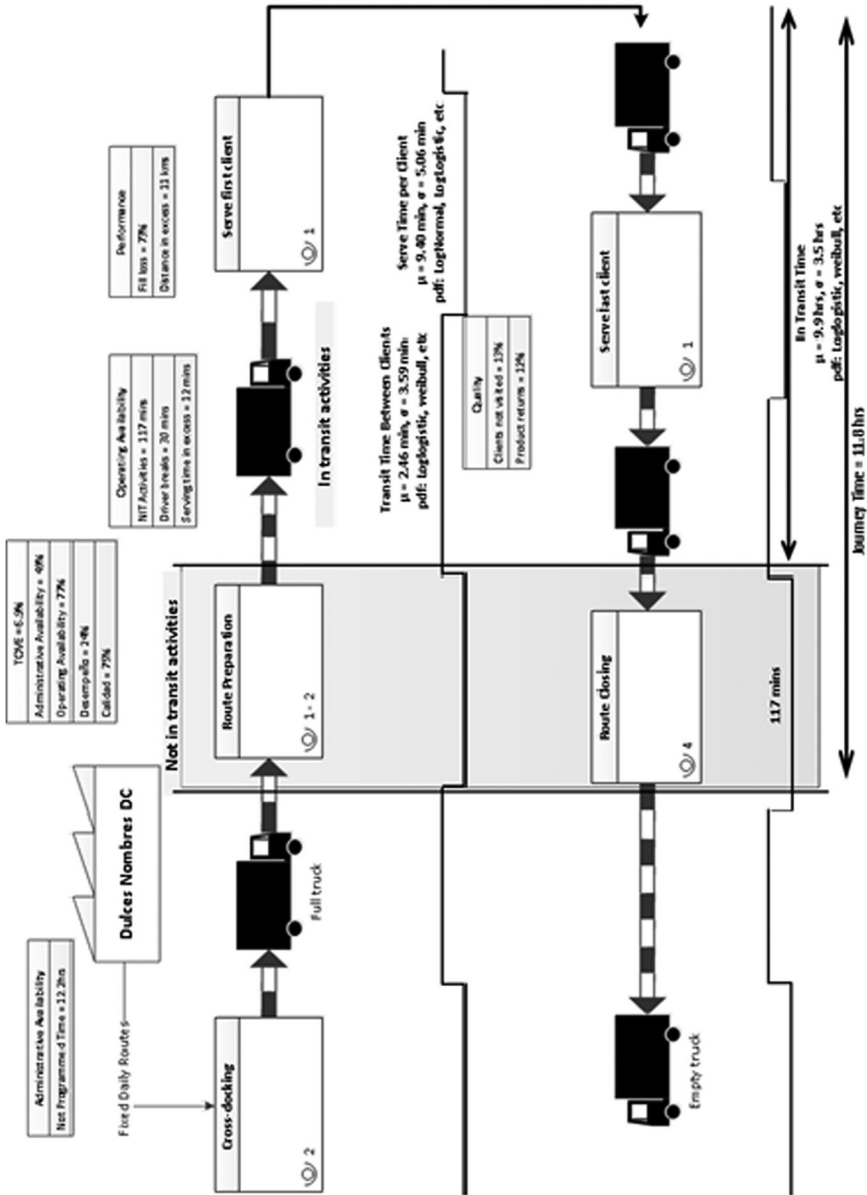 Administrative Availability
Not Programmed Time = 12.2hrs
Fixed Daily Routes
Dulces Nombres DC
TOVE = 6.9%
Administrative Availability = 49%
Operating Availability = 77%
Desempeño = 24%
Calidad = 75%
Operating Availability
NIT Activities = 117 mins
Driver breaks = 30 mins
Serving time in excess = 12 mins
Performance
Fill loss = 73%
Distance in excess = 11 kms
Not in transit activities
Cross-docking
2
Full truck
Route Preparation
1 - 2
In transit activities
Serve first client
1
Transit Time Between Clients
μ = 2.46 min, σ = 3.59 min
pdf: Loglogistic, weibull, etc
Serve Time per Client
μ = 9.40 min, σ = 5.06 min
pdf: LogNormal, LogLogistic, etc
Quality
Clients not visited = 13%
Product returns = 12%
Empty truck
Route Closing
4
Serve last client
1
117 mins
In Transit Time
μ = 9.9 hrs, σ = 3.5 hrs
pdf: Loglogistic, weibull, etc
Journey Time = 11.8 hrs